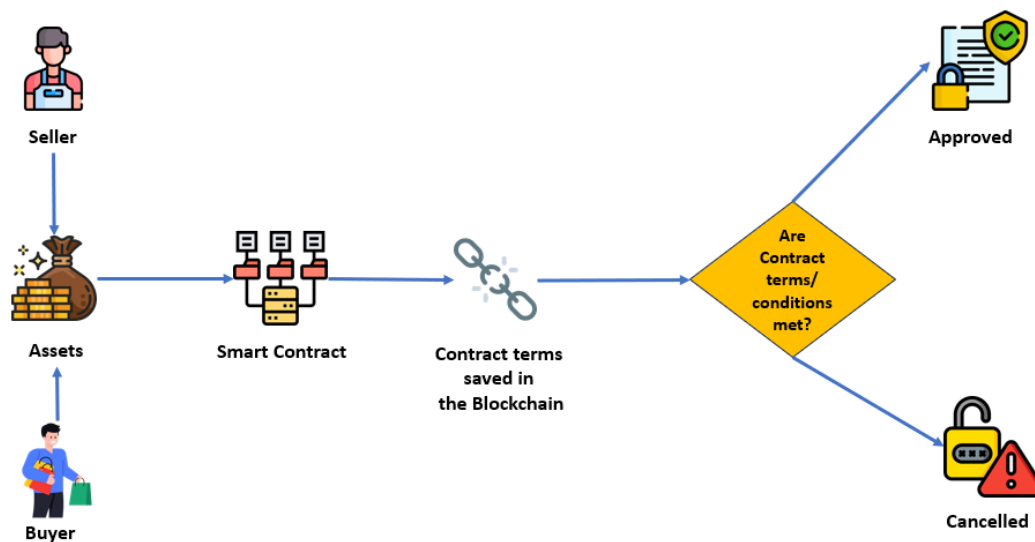 Seller
Approved
Assets
Smart Contract
Contract terms
saved in
the Blockchain
Are
Contract
terms/
conditions
met?
Buyer
Cancelled